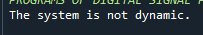 PROGRAMS OF DIGITAL SIGNAL P
The system is not dynamic.